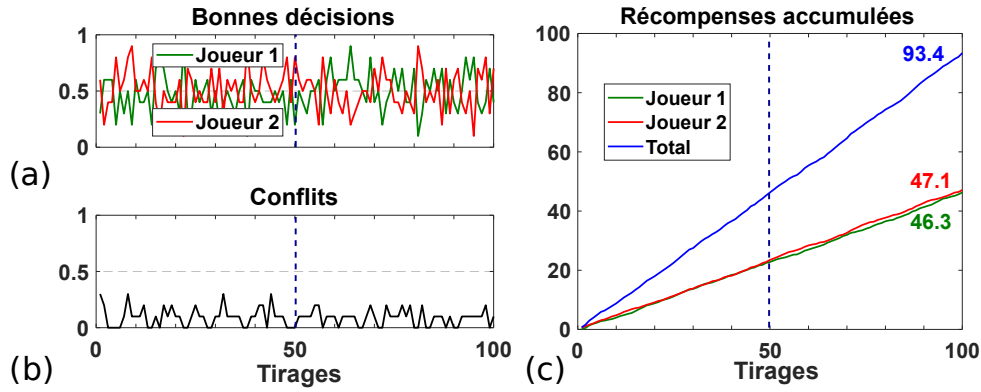 Bonnes décisions
1
0.5
0
Joueur 1
Joueur 2
(a)
Conflits
1
0.5
0
0
50
100
Tirages
(b)
Récompenses accumulées
100
80
60
40
20
0
Joueur 1
Joueur 2
Total
93.4
47.1
46.3
0
50
100
Tirages
(c)